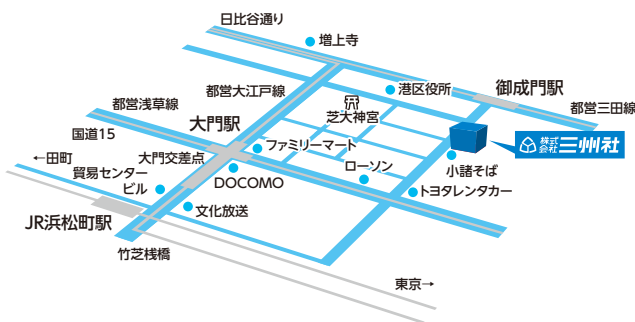 日比谷通り
増上寺
港区役所
御成門駅
都営大江戸線
都営浅草線
芝大神宮
都営三田線
大門駅
国道15
ファミリーマート
株式
会社
三州社
←田町
大門交差点
小諸そば
貿易センター
ビル
DOCOMO
ローソン
トヨタレンタカー
文化放送
JR浜松町駅
竹芝桟橋
東京→